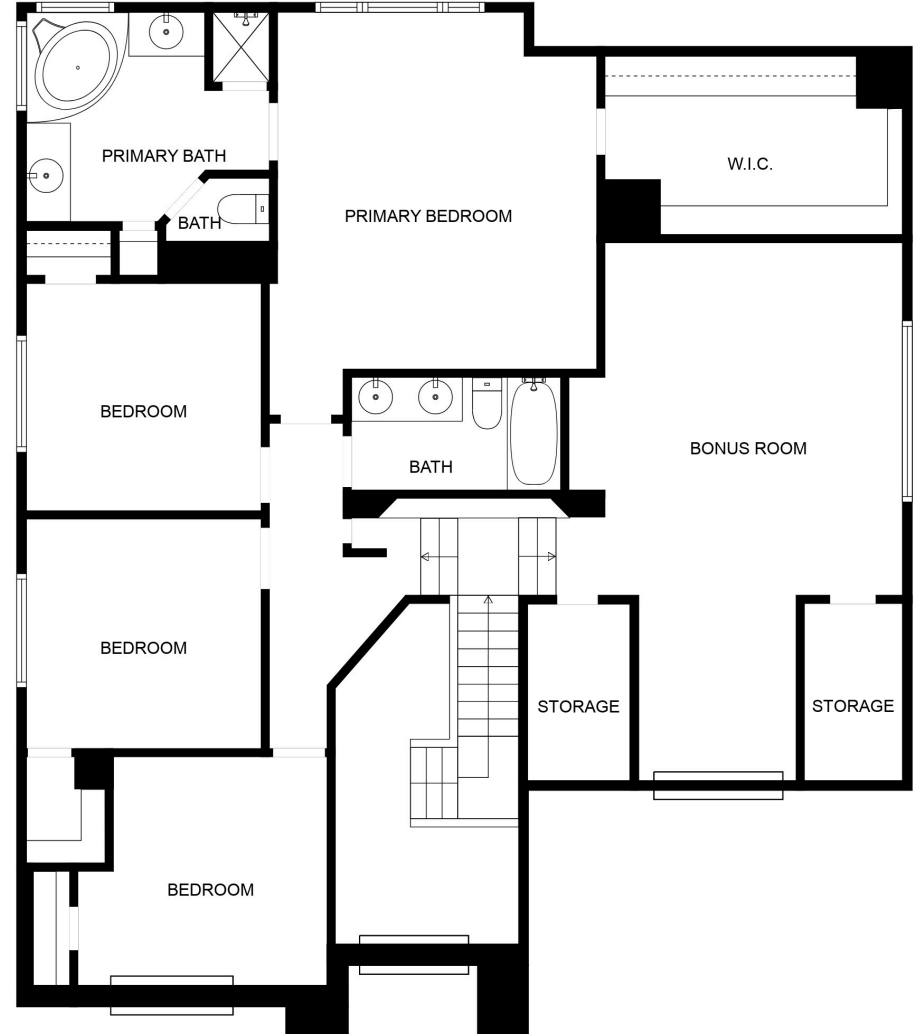 PRIMARY BATH
W.I.C.
BATH
PRIMARY BEDROOM
BEDROOM
BONUS ROOM
BATH
BEDROOM
STORAGE
STORAGE
BEDROOM